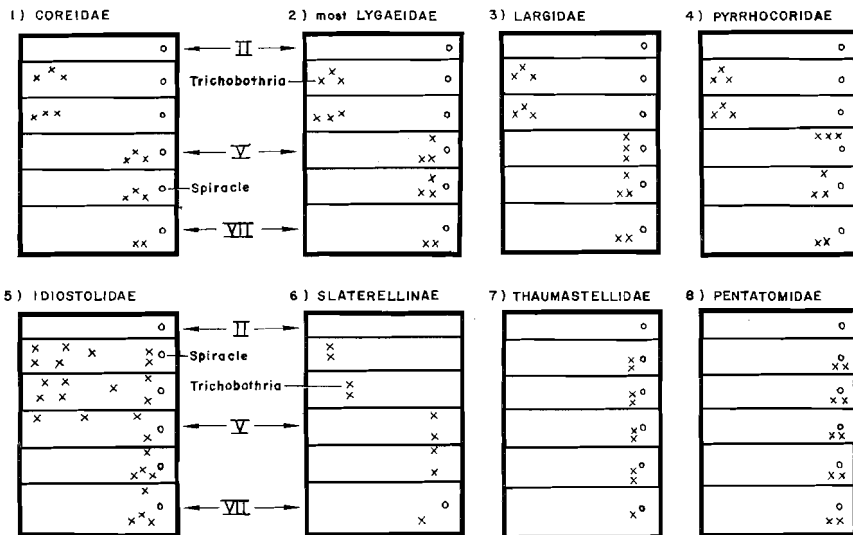 1) COREIDAE
2) most LYGAEIDAE
3) LARGIDAE
4) PYRRHOCORIDAE
II
Trichobothria
V
Spiracle
VII
5) IDIOSTOLIDAE
6) SLATERELLINAE
7) THAUMASTELLIDAE
8) PENTATOMIDAE
II
Spiracle
Trichobothria
V
VII